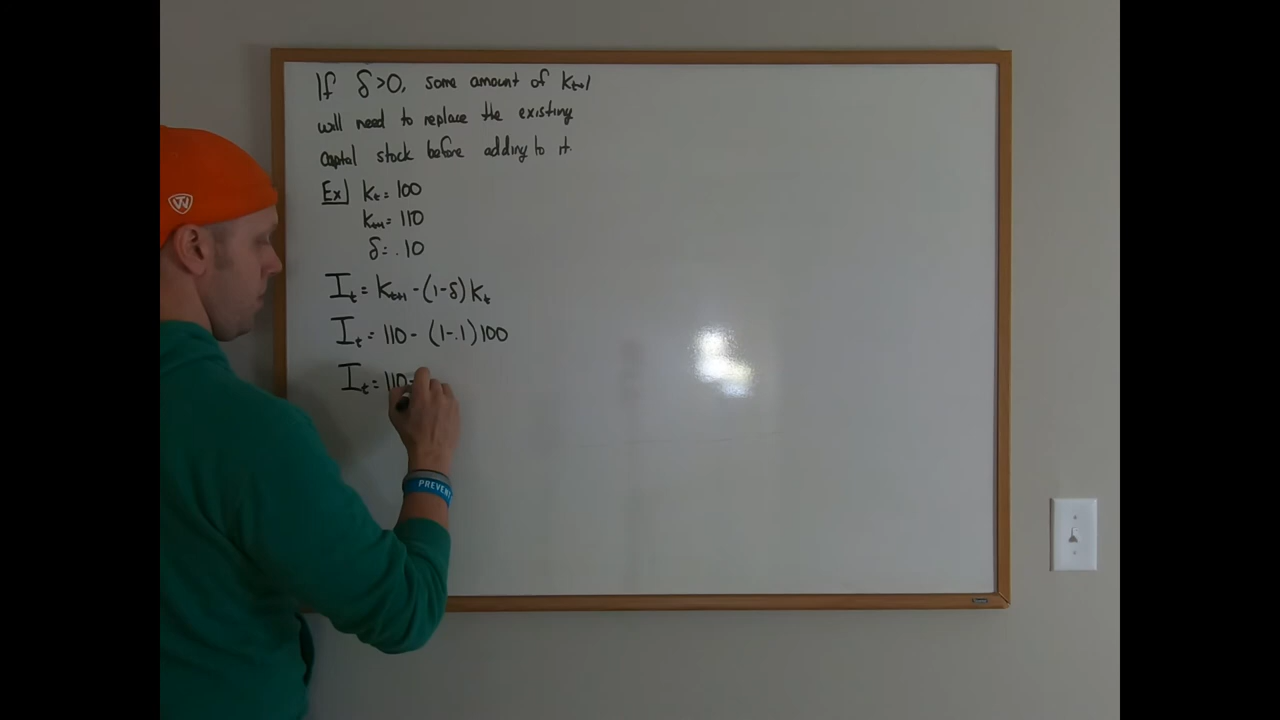 If δ>0, some amount of Kₜ₊₁
will need to replace the existing
capital stock before adding to it.
Ex] Kₜ = 100
Kₜ₊₁ = 110
δ = .10
Iₜ = Kₜ₊₁ - (1-δ)Kₜ
Iₜ = 110 - (1-.1)100
Iₜ = 110 -
PREVENT